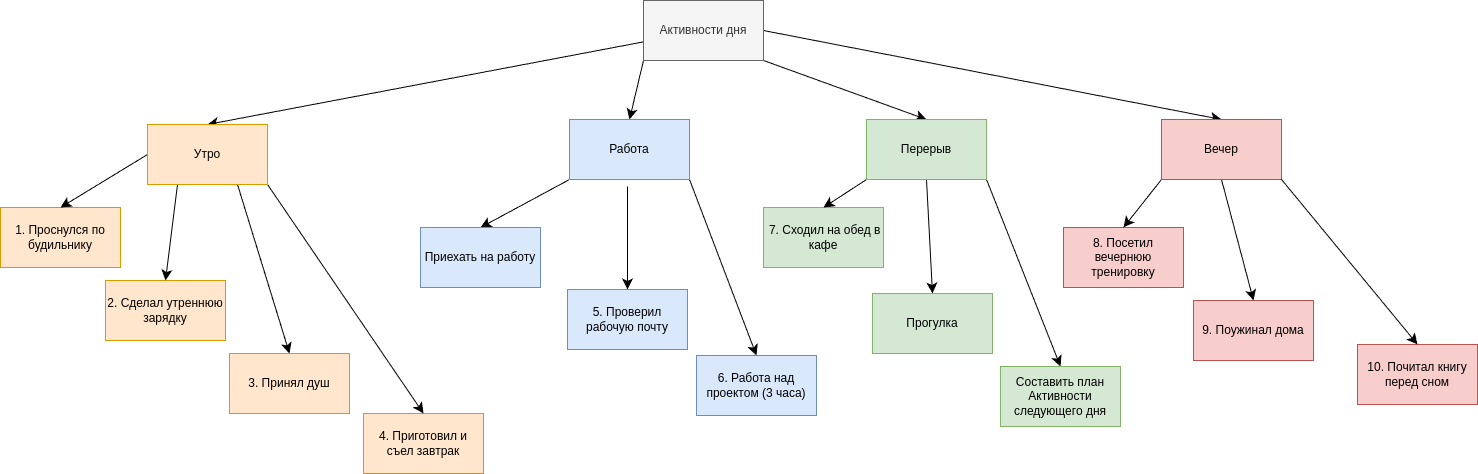 Активности дня
Утро
Работа
Перерыв
Вечер
1. Проснулся по
будильнику
2. Сделал утреннюю
зарядку
3. Принял душ
4. Приготовил и
съел завтрак
Приехать на работу
5. Проверил
рабочую почту
6. Работа над
проектом (3 часа)
7. Сходил на обед в
кафе
Прогулка
Составить план
Активности
следующего дня
8. Посетил
вечернюю
тренировку
9. Поужинал дома
10. Почитал книгу
перед сном